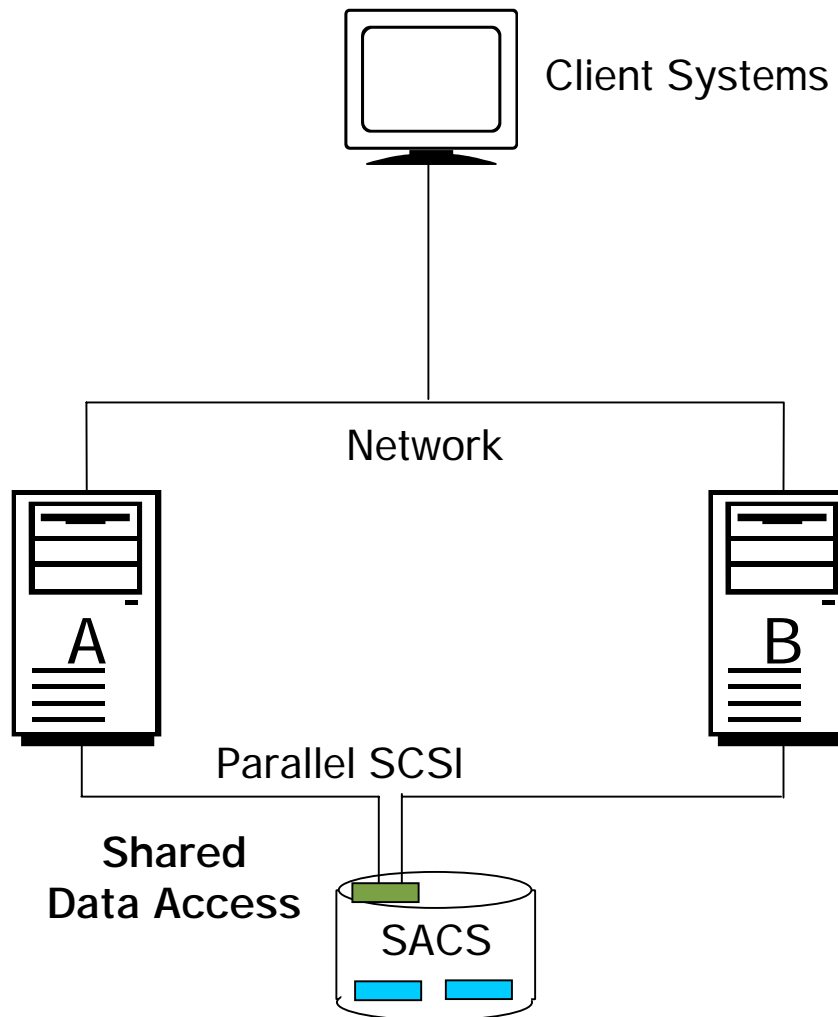 Client Systems
Network
A
B
Parallel SCSI
Shared
Data Access
SACS